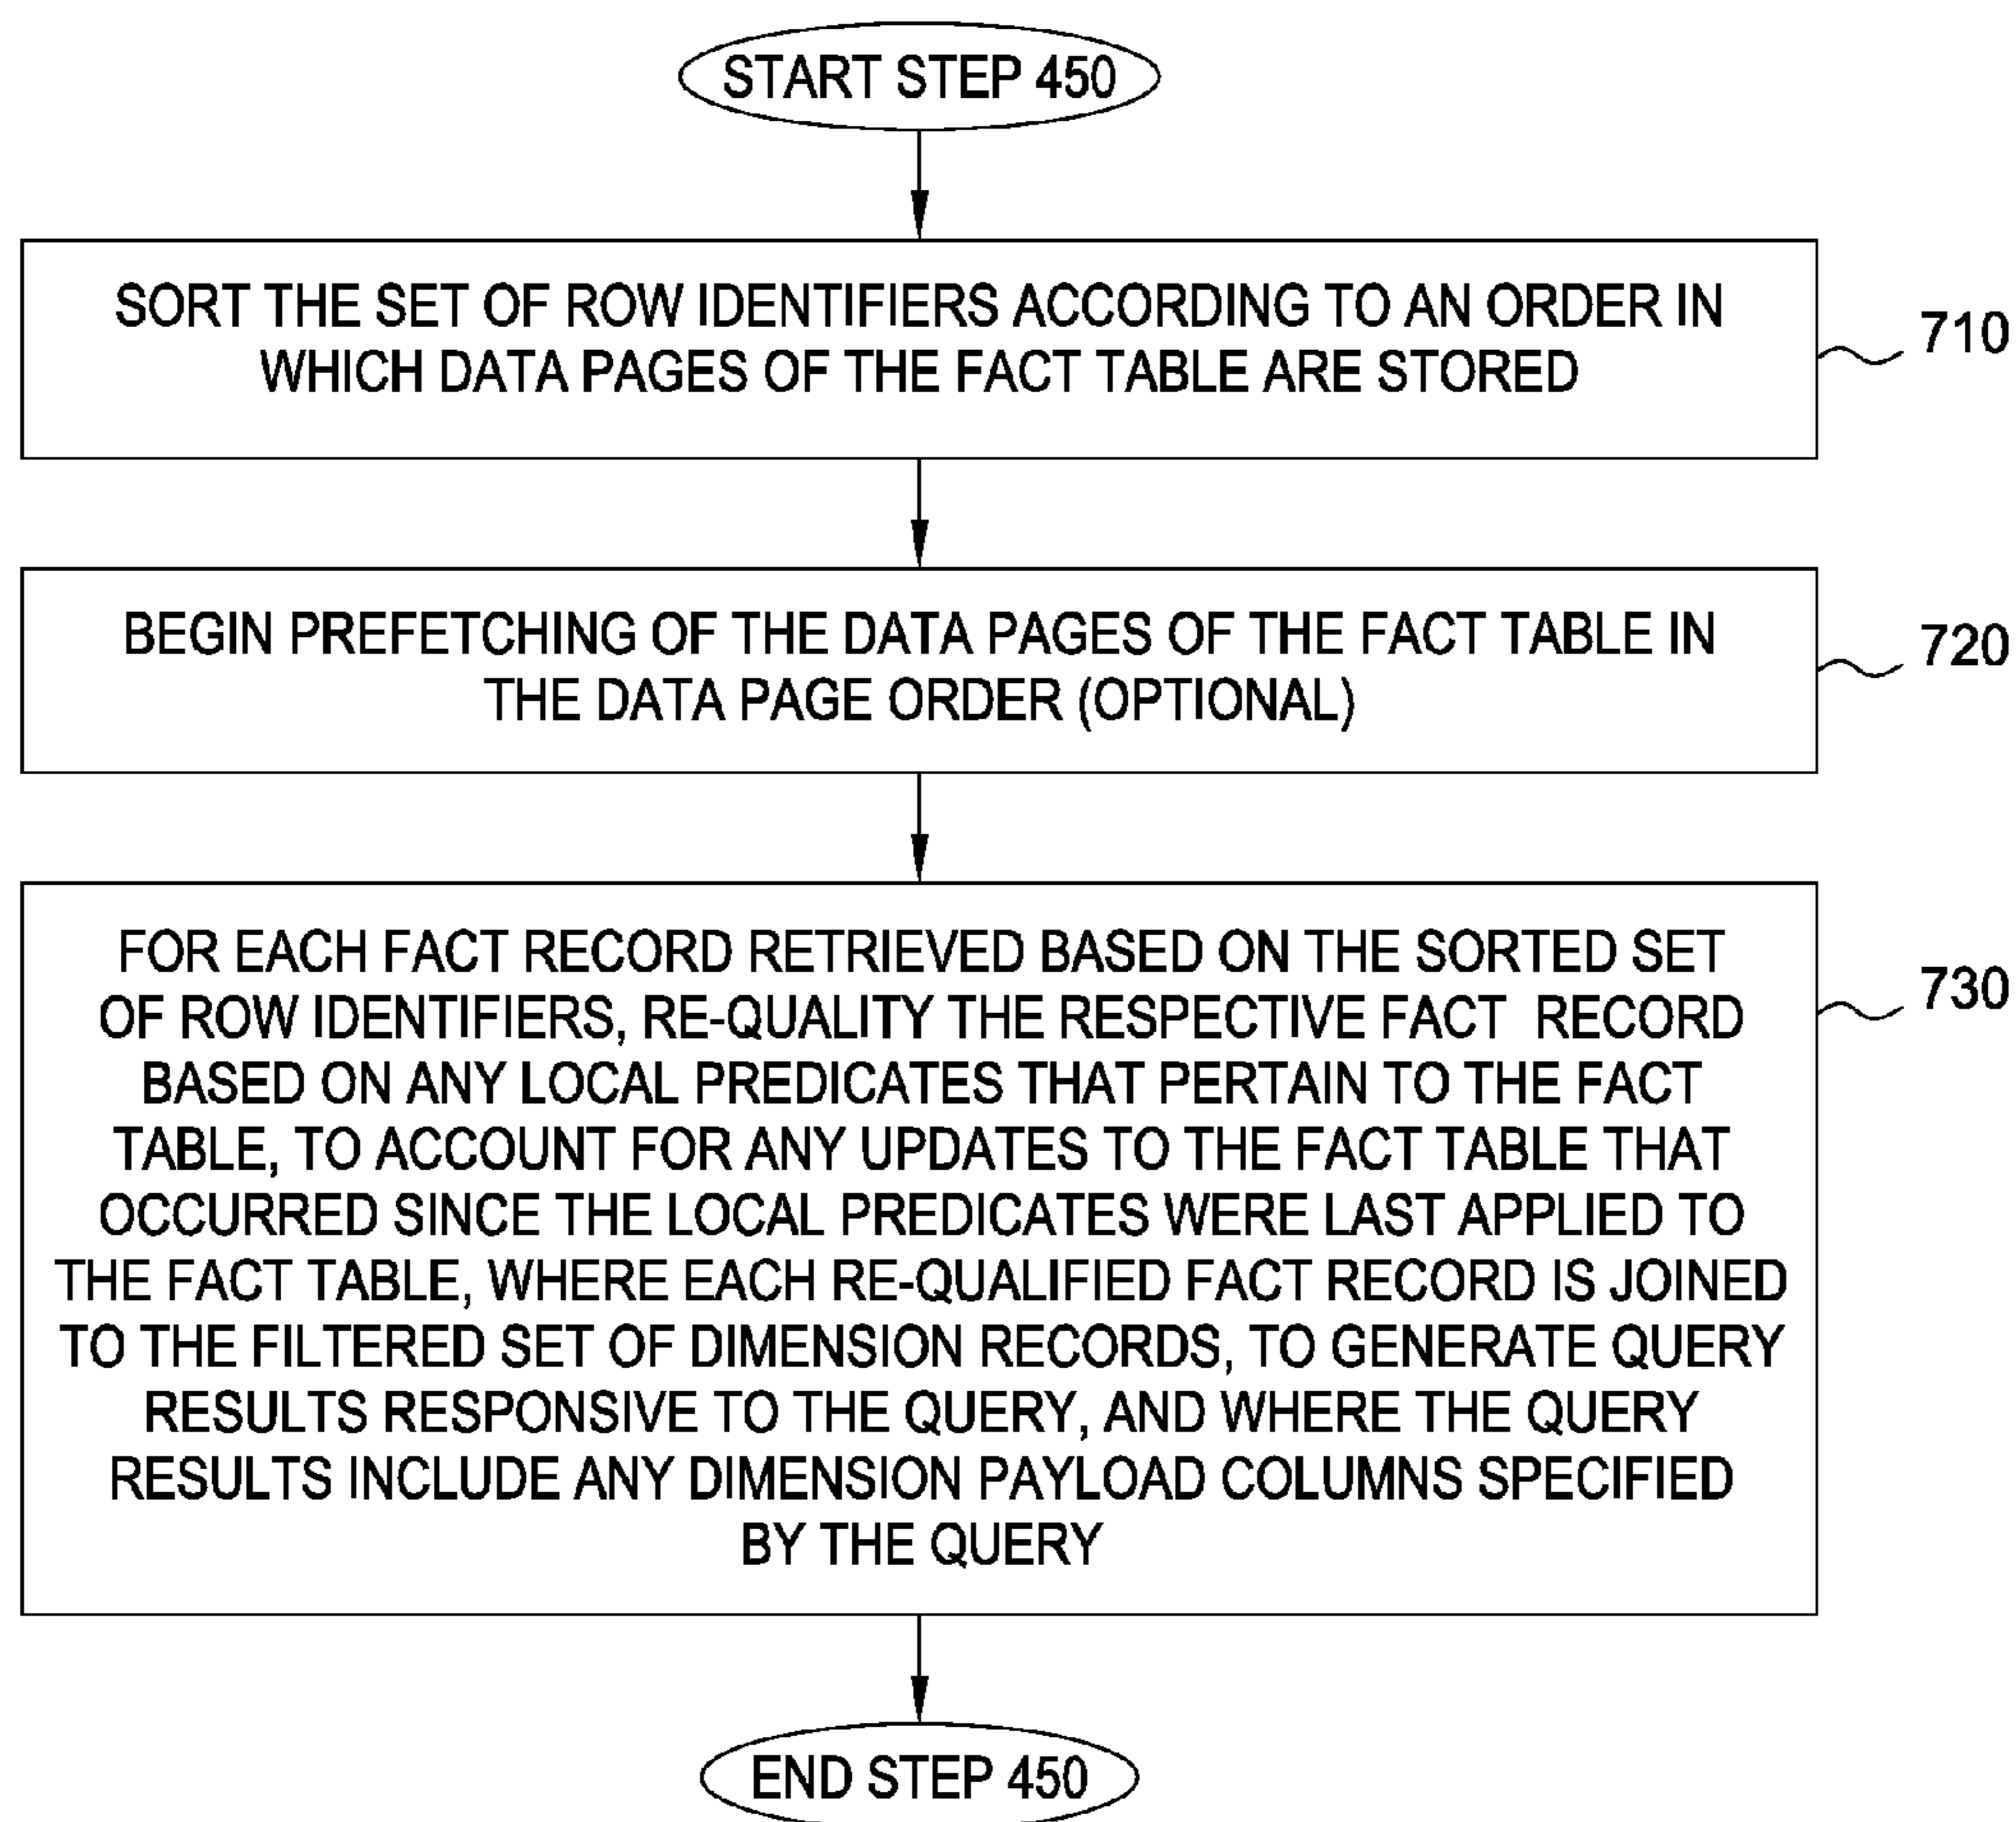 START STEP 450
SORT THE SET OF ROW IDENTIFIERS ACCORDING TO AN ORDER IN
WHICH DATA PAGES OF THE FACT TABLE ARE STORED
710
BEGIN PREFETCHING OF THE DATA PAGES OF THE FACT TABLE IN
THE DATA PAGE ORDER (OPTIONAL)
720
FOR EACH FACT RECORD RETRIEVED BASED ON THE SORTED SET
OF ROW IDENTIFIERS, RE-QUALITY THE RESPECTIVE FACT RECORD
BASED ON ANY LOCAL PREDICATES THAT PERTAIN TO THE FACT
TABLE, TO ACCOUNT FOR ANY UPDATES TO THE FACT TABLE THAT
OCCURRED SINCE THE LOCAL PREDICATES WERE LAST APPLIED TO
THE FACT TABLE, WHERE EACH RE-QUALIFIED FACT RECORD IS JOINED
TO THE FILTERED SET OF DIMENSION RECORDS, TO GENERATE QUERY
RESULTS RESPONSIVE TO THE QUERY, AND WHERE THE QUERY
RESULTS INCLUDE ANY DIMENSION PAYLOAD COLUMNS SPECIFIED
BY THE QUERY
730
END STEP 450